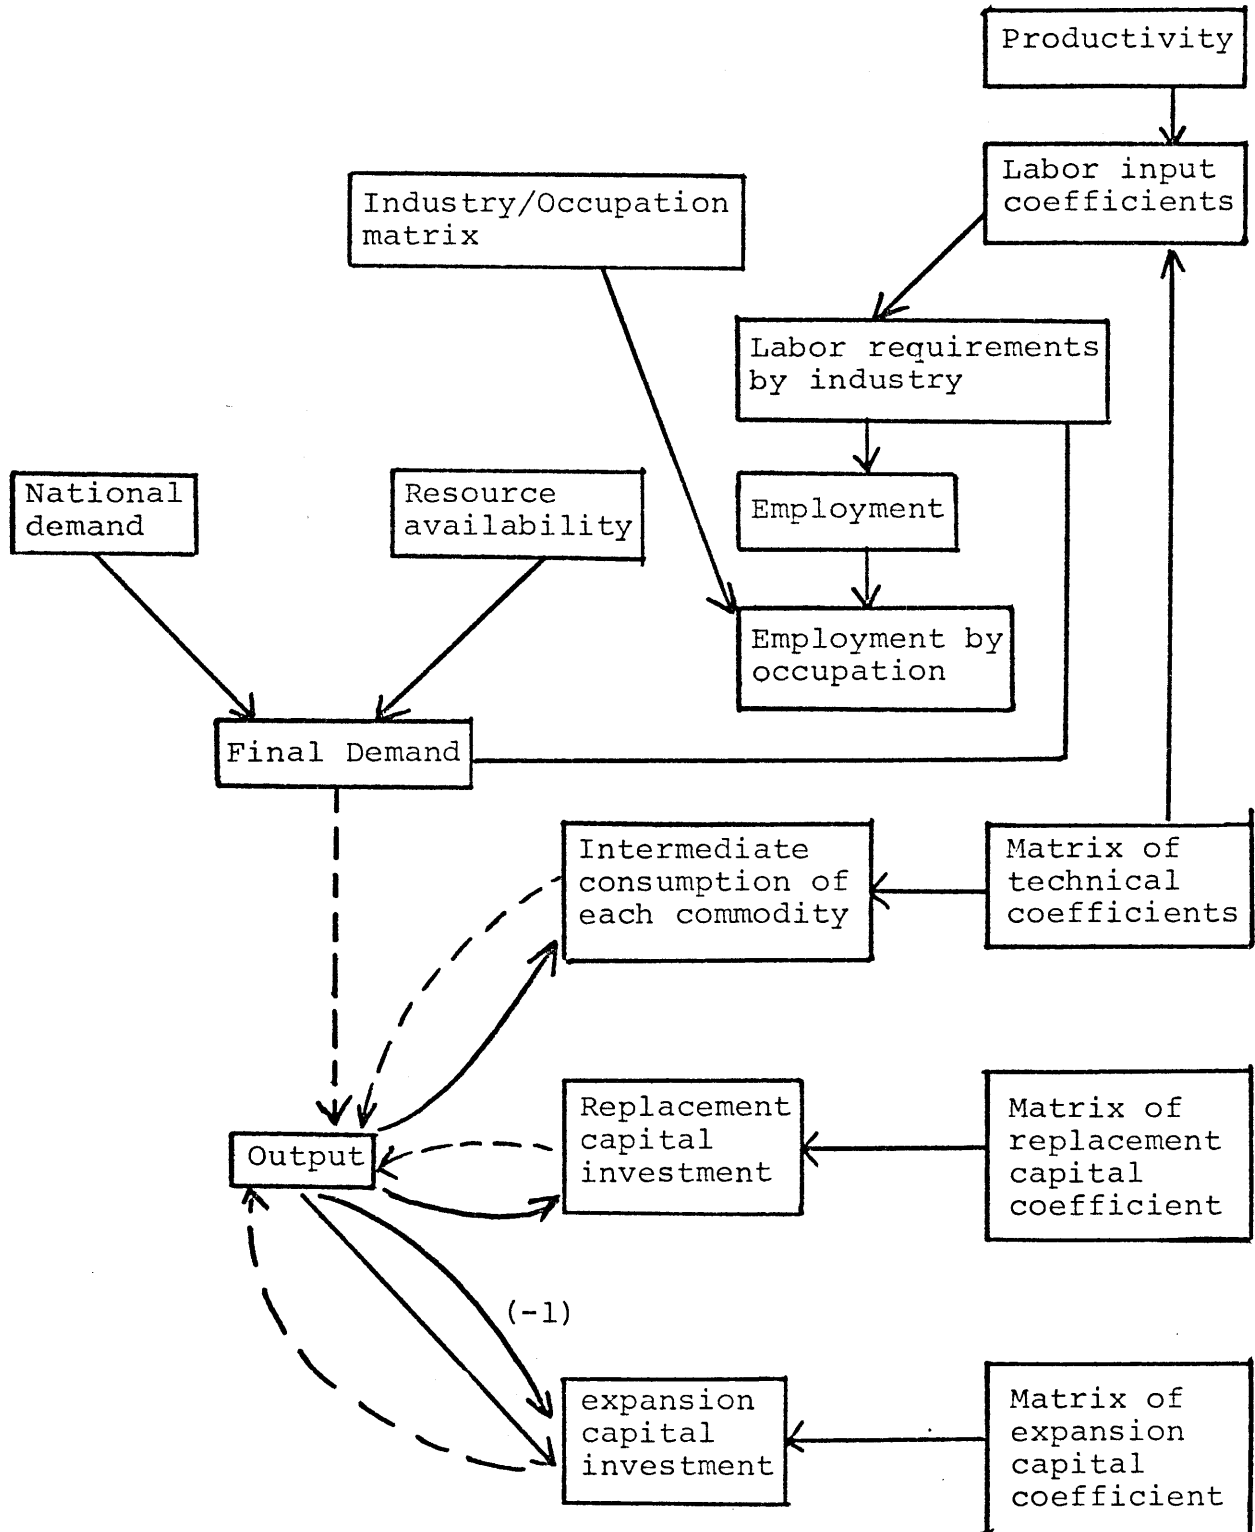 Productivity
Labor input
coefficients
Industry/Occupation
matrix
Labor requirements
by industry
National
demand
Resource
availability
Employment
Employment by
occupation
Final Demand
Intermediate
consumption of
each commodity
Matrix of
technical
coefficients
Output
Replacement
capital
investment
Matrix of
replacement
capital
coefficient
(-1)
expansion
capital
investment
Matrix of
expansion
capital
coefficient